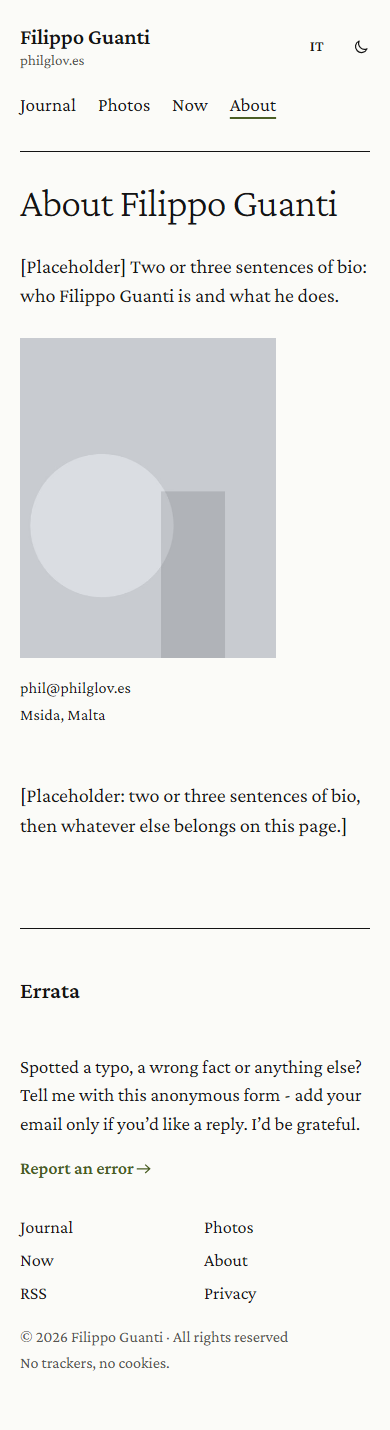 Filippo Guanti
philglov.es
IT
Journal Photos Now About
About Filippo Guanti
[Placeholder] Two or three sentences of bio:
who Filippo Guanti is and what he does.
phil@philglov.es
Msida, Malta
[Placeholder: two or three sentences of bio,
then whatever else belongs on this page.]
Errata
Spotted a typo, a wrong fact or anything else?
Tell me with this anonymous form - add your
email only if you’d like a reply. I’d be grateful.
Report an error →
Journal Photos
Now About
RSS Privacy
© 2026 Filippo Guanti · All rights reserved
No trackers, no cookies.